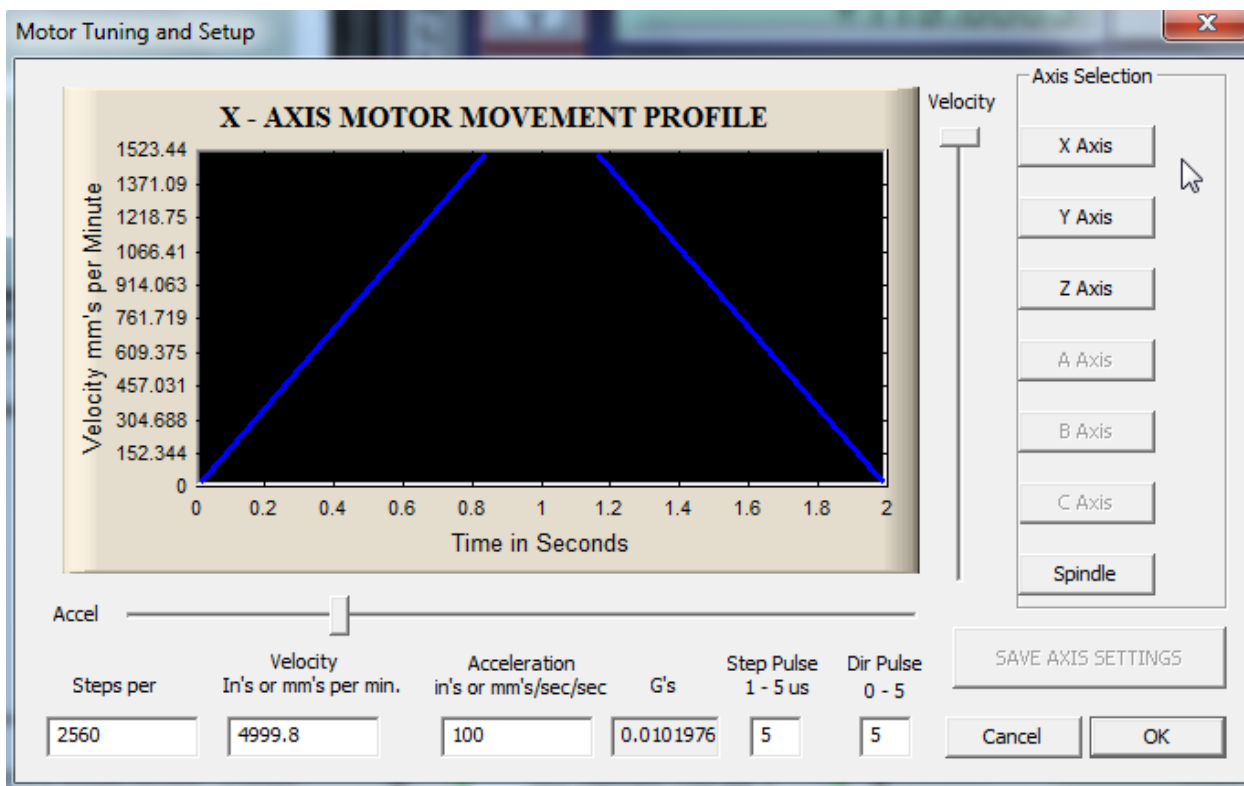 Motor Tuning and Setup
X - AXIS MOTOR MOVEMENT PROFILE
Velocity mm's per Minute
1523.44
1371.09
1218.75
1066.41
914.063
761.719
609.375
457.031
304.688
152.344
0
0 0.2 0.4 0.6 0.8 1 1.2 1.4 1.6 1.8 2
Time in Seconds
Velocity
Axis Selection
X Axis
Y Axis
Z Axis
A Axis
B Axis
C Axis
Spindle
Accel
SAVE AXIS SETTINGS
Steps per
Velocity
In's or mm's per min.
Acceleration
in's or mm's/sec/sec
G's
Step Pulse
1 - 5 us
Dir Pulse
0 - 5
2560 4999.8 100 0.0101976 5 5
Cancel OK